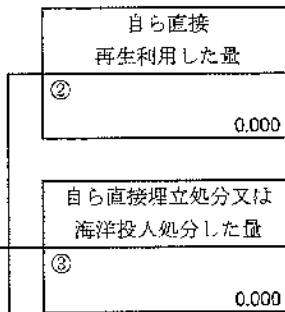 自ら直接
再生利用した量
②
0.000
自ら直接埋立処分又は
海洋投入処分した量
③
0.000